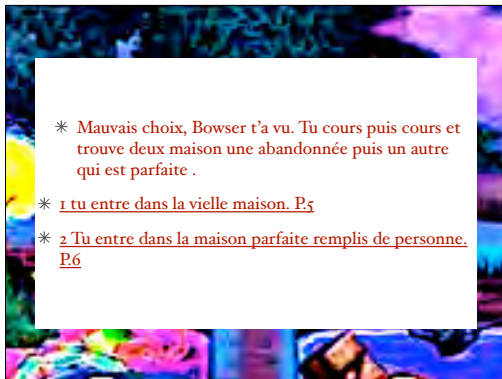 Mauvais choix, Bowser t'a vu. Tu cours puis cours et
trouve deux maison une abandonnée puis un autre
qui est parfaite .
1 tu entre dans la vielle maison. P.5
2 Tu entre dans la maison parfaite remplis de personne.
P.6